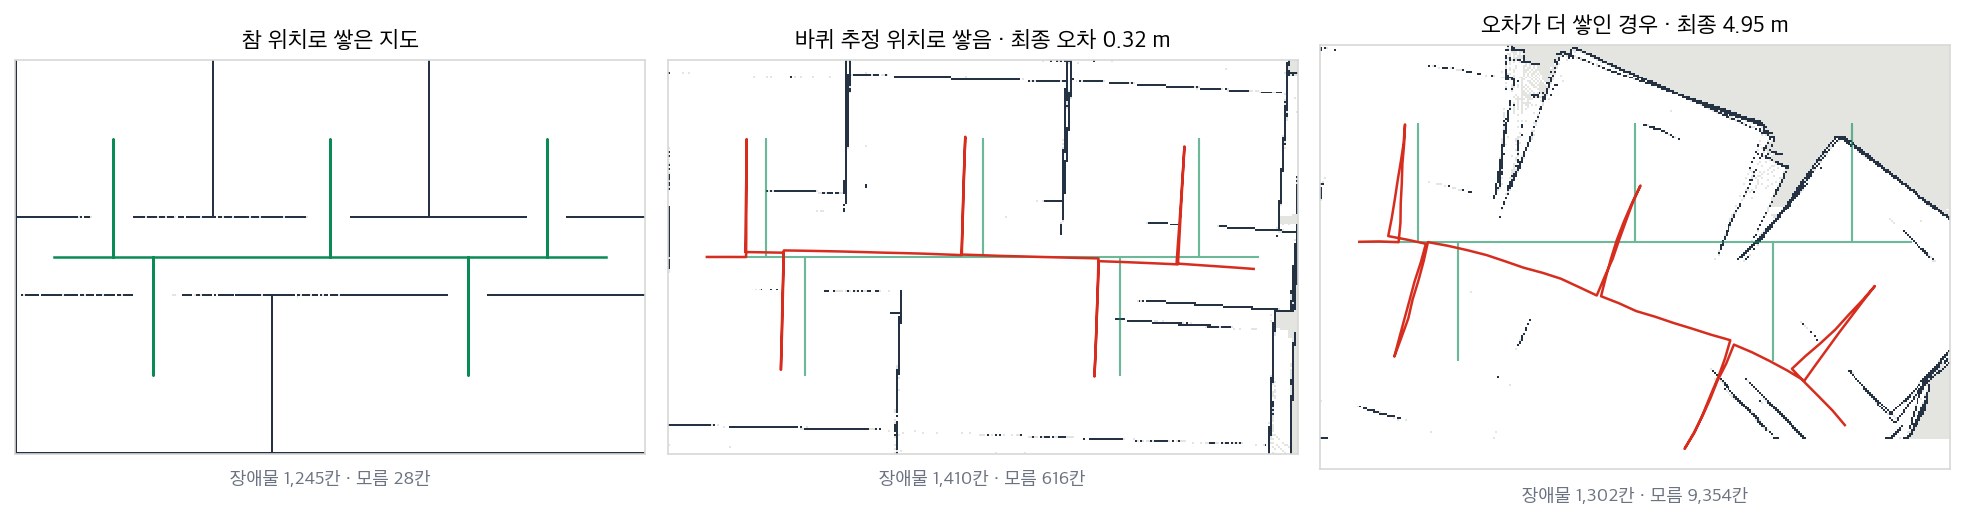 참 위치로 쌓은 지도
바퀴 추정 위치로 쌓음 · 최종 오차 0.32 m
오차가 더 쌓인 경우 · 최종 4.95 m
장애물 1,245칸 · 모름 28칸
장애물 1,410칸 · 모름 616칸
장애물 1,302칸 · 모름 9,354칸